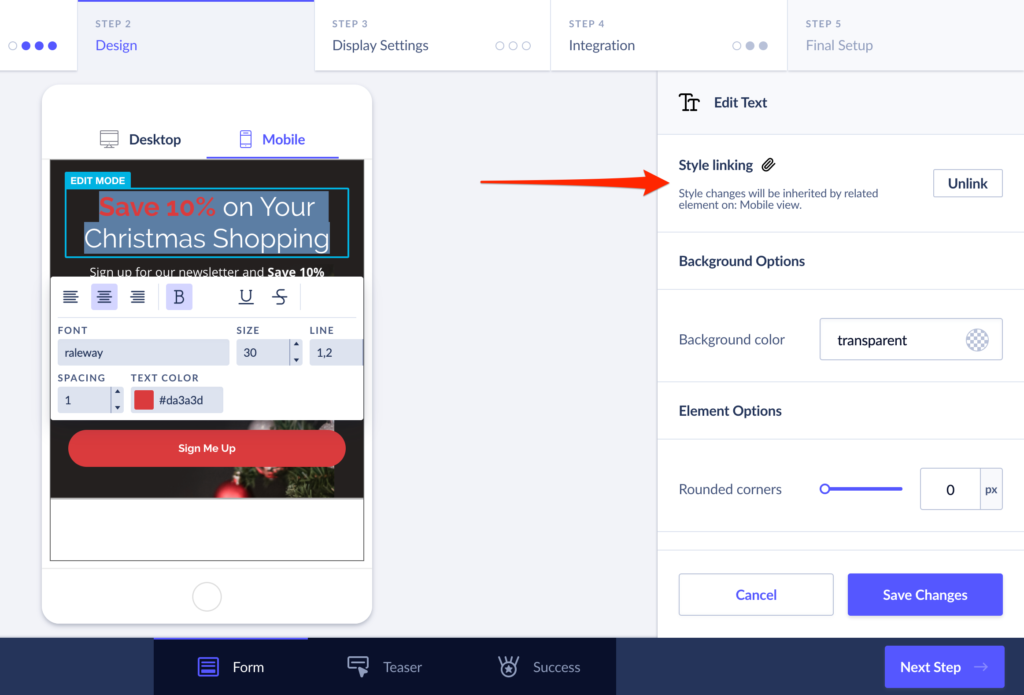 STEP 2
Design
STEP 3
Display Settings
STEP 4
Integration
STEP 5
Final Setup
Desktop
Mobile
EDIT MODE
Save 10% on Your
Christmas Shopping
Sign up for our newsletter and Save 10%
B U S
FONT
SIZE
LINE
raleway
30
1,2
SPACING
TEXT COLOR
1
#da3a3d
Sign Me Up
Edit Text
Style linking
Style changes will be inherited by related
element on: Mobile view.
Unlink
Background Options
Background color
transparent
Element Options
Rounded corners
0
px
Cancel
Save Changes
Form
Teaser
Success
Next Step